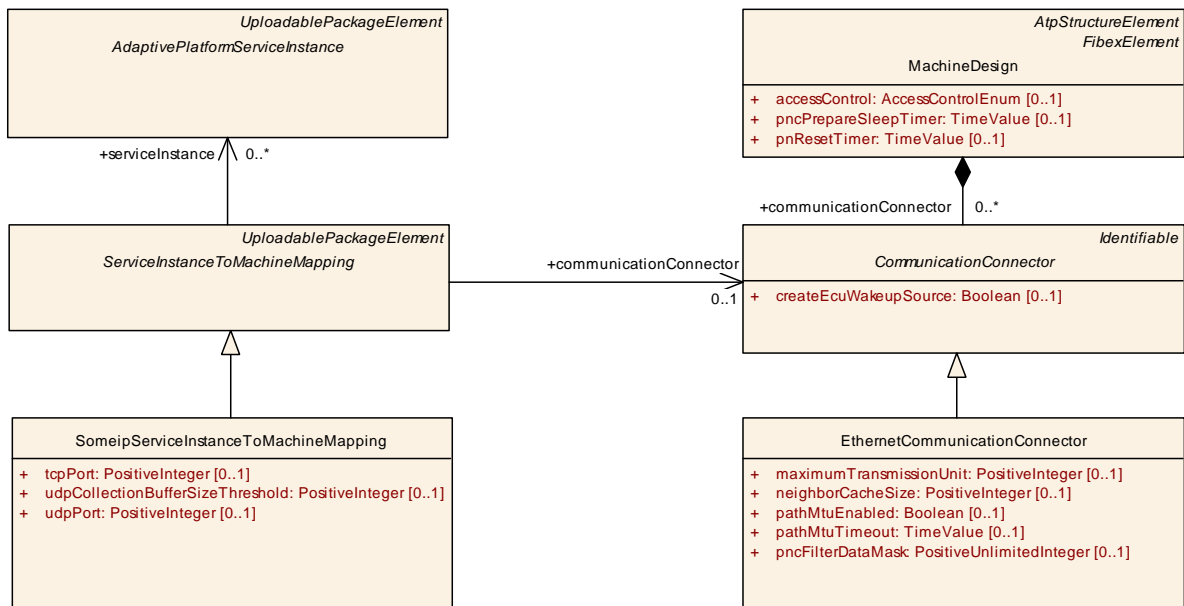 UploadablePackageElement
AdaptivePlatformServiceInstance
AtpStructureElement
FibexElement
MachineDesign
+ accessControl: AccessControlEnum [0..1]
+ pncPrepareSleepTimer: TimeValue [0..1]
+ pnResetTimer: TimeValue [0..1]
+serviceInstance 0..*
+communicationConnector 0..*
UploadablePackageElement
ServiceInstanceToMachineMapping
+communicationConnector
0..1
Identifiable
CommunicationConnector
+ createEcuWakeupSource: Boolean [0..1]
SomeipServiceInstanceToMachineMapping
+ tcpPort: PositiveInteger [0..1]
+ udpCollectionBufferSizeThreshold: PositiveInteger [0..1]
+ udpPort: PositiveInteger [0..1]
EthernetCommunicationConnector
+ maximumTransmissionUnit: PositiveInteger [0..1]
+ neighborCacheSize: PositiveInteger [0..1]
+ pathMtuEnabled: Boolean [0..1]
+ pathMtuTimeout: TimeValue [0..1]
+ pncFilterDataMask: PositiveUnlimitedInteger [0..1]